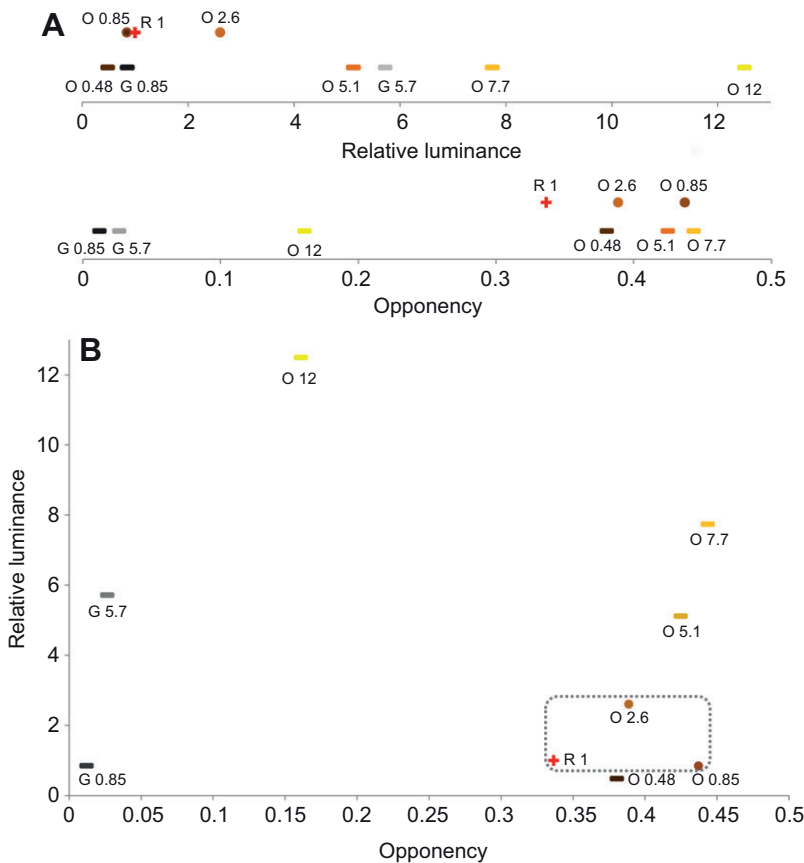 A
O 0.85 R 1 O 2.6
O 0.48 G 0.85 O 5.1 G 5.7 O 7.7 O 12
0 2 4 6 8 10 12
Relative luminance
R 1 O 2.6 O 0.85
G 0.85 G 5.7 O 12 O 0.48 O 5.1 O 7.7
0 0.1 0.2 0.3 0.4 0.5
Opponency
B
12
O 12
10
8
O 7.7
6
G 5.7
O 5.1
4
2
O 2.6
R 1
G 0.85 O 0.48 O 0.85
0
0 0.05 0.1 0.15 0.2 0.25 0.3 0.35 0.4 0.45 0.5
Relative luminance
Opponency